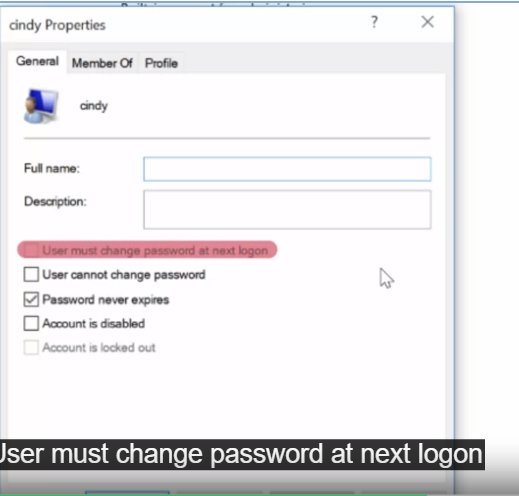 cindy Properties
?
General Member Of Profile
cindy
Full name:
Description:
User must change password at next logon
User cannot change password
Password never expires
Account is disabled
Account is locked out
User must change password at next logon